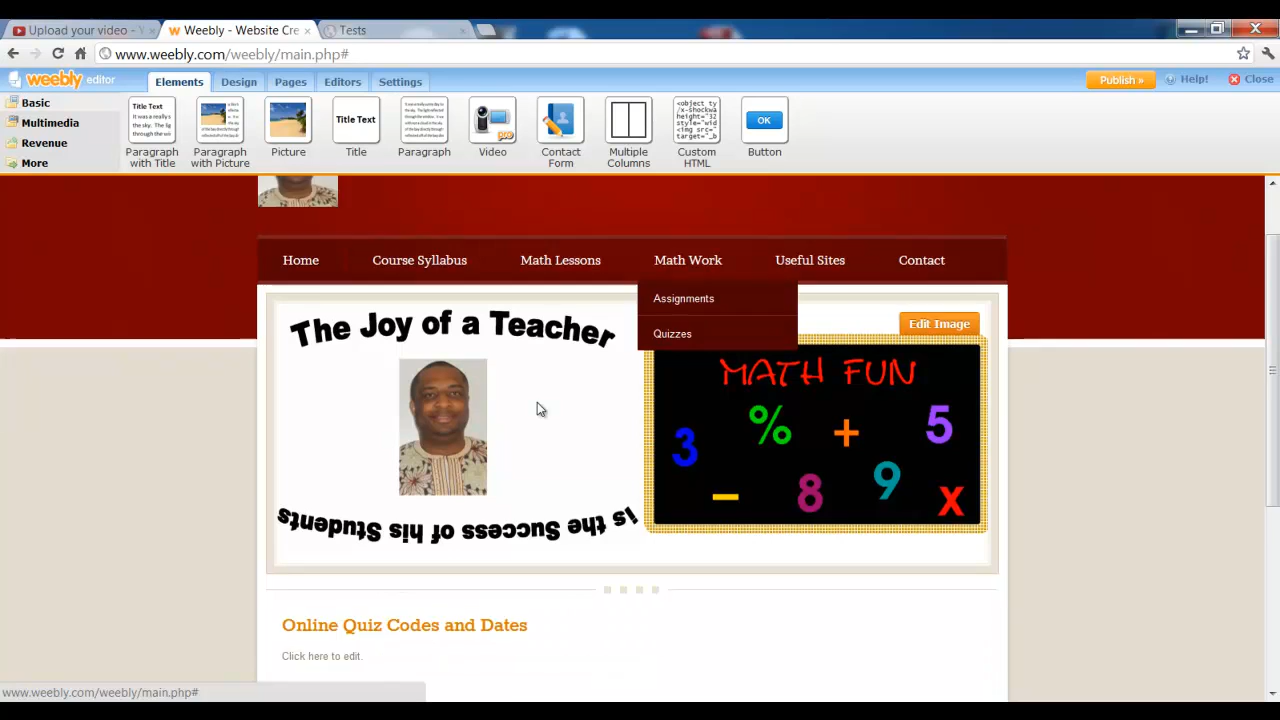 Upload your video - Y
Weebly - Website Cre
Tests
www.weebly.com/weebly/main.php#
weebly editor
Elements
Design
Pages
Editors
Settings
Publish »
Help!
Close
Basic
Multimedia
Revenue
More
Title Text
Title Text
OK
Paragraph with Title
Paragraph with Picture
Picture
Title
Paragraph
Video
pro
Contact Form
Multiple Columns
Custom HTML
Button
Home
Course Syllabus
Math Lessons
Math Work
Useful Sites
Contact
Assignments
Quizzes
The Joy of a Teacher
is the Success of his Students
Edit Image
MATH FUN
3 % + 5
- 8 9 x
Online Quiz Codes and Dates
Click here to edit.
www.weebly.com/weebly/main.php#